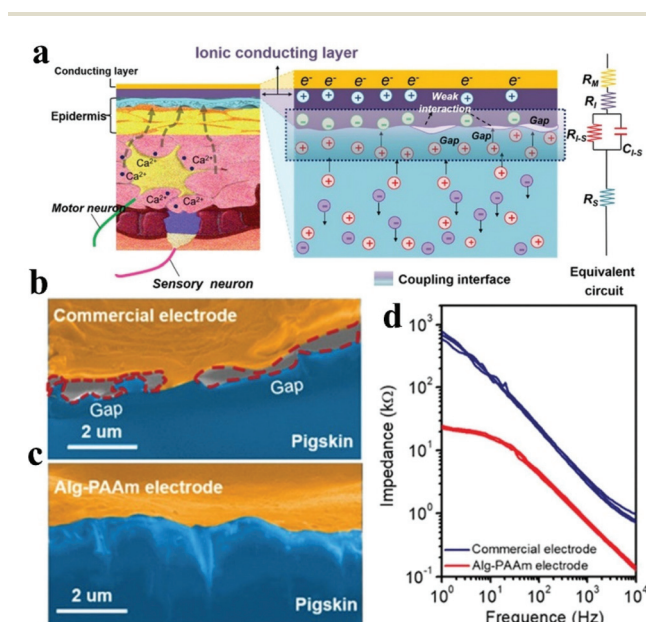 a
Ionic conducting layer
Conducting layer
Epidermis
Ca²⁺
Ca²⁺
Ca²⁺
Ca²⁺
Ca²⁺
Motor neuron
Sensory neuron
e⁻ e⁻ e⁻ e⁻ e⁻ e⁻ e⁻
Weak
interaction
Gap
Gap
Gap
Coupling interface
R_M
R_I
R_I-S
C_I-S
R_S
Equivalent
circuit
b
Commercial electrode
Gap
Gap
2 um
Pigskin
c
Alg-PAAm electrode
2 um
Pigskin
d
Impedance (kΩ)
10³
10²
10¹
10⁰
10⁻¹
Commercial electrode
Alg-PAAm electrode
10⁰ 10¹ 10² 10³ 10⁴
Frequence (Hz)